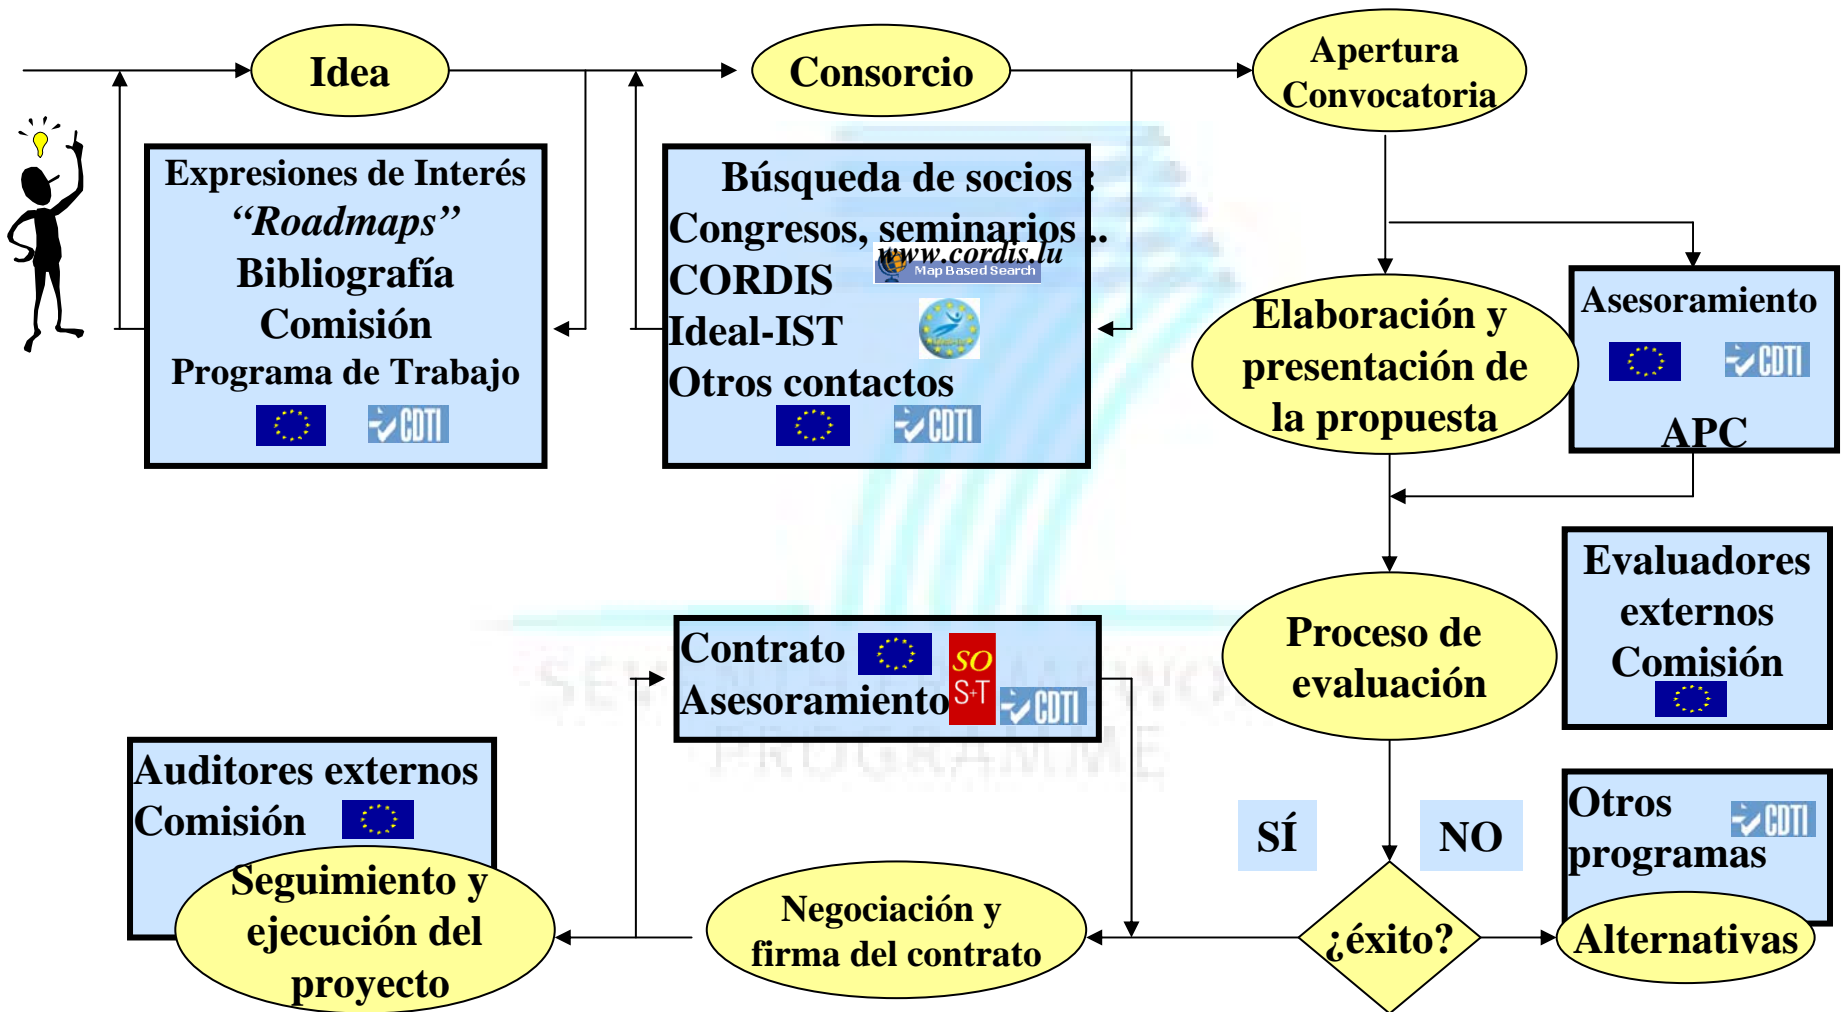 Idea
Consorcio
Apertura
Convocatoria
Expresiones de Interés
“Roadmaps”
Bibliografía
Comisión
Programa de Trabajo
CDTI
Búsqueda de socios :
Congresos, seminarios ..
www.cordis.lu
CORDIS
Map Based Search
Ideal-IST
Otros contactos
CDTI
Elaboración y
presentación de
la propuesta
Asesoramiento
CDTI
APC
Proceso de
evaluación
Evaluadores
externos
Comisión
Contrato
Asesoramiento
SO
S+T
CDTI
SEVENTH FRAMEWORK
PROGRAMME
Auditores externos
Comisión
Seguimiento y
ejecución del
proyecto
Negociación y
firma del contrato
SÍ
NO
¿éxito?
Otros
programas
CDTI
Alternativas